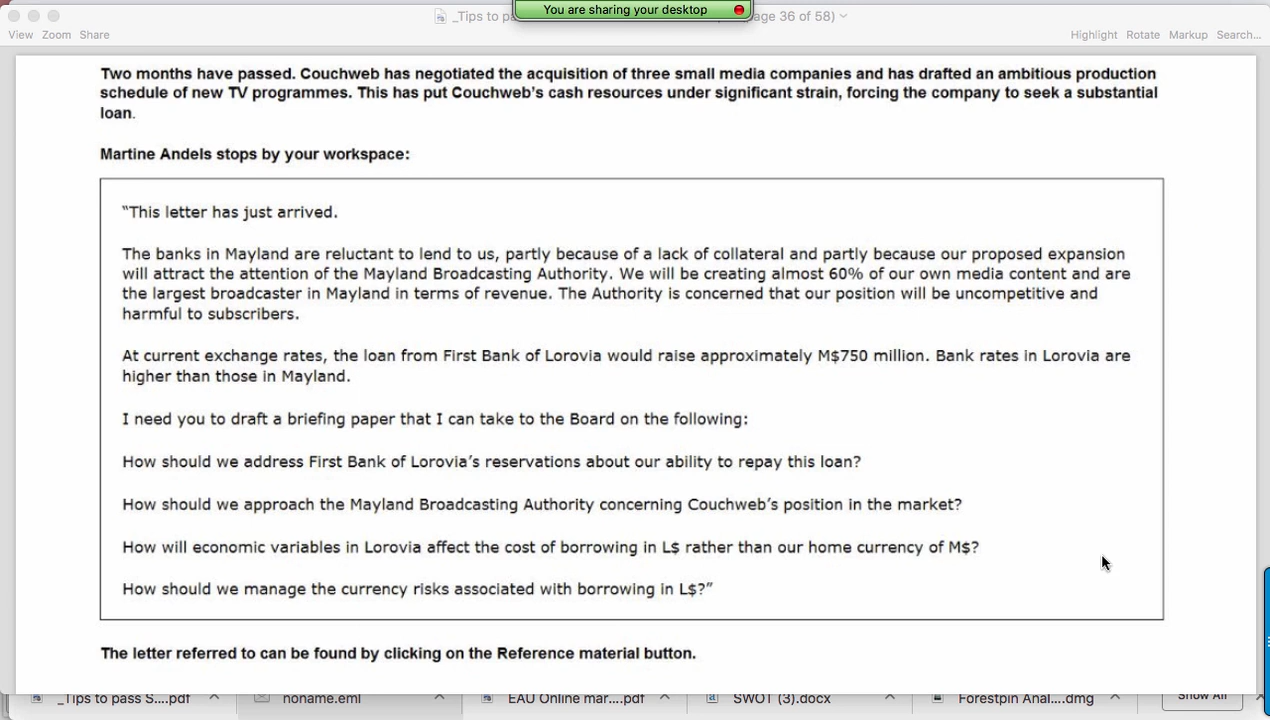 You are sharing your desktop
_Tips to pa
age 36 of 58)
View Zoom Share
Highlight Rotate Markup Search...
Two months have passed. Couchweb has negotiated the acquisition of three small media companies and has drafted an ambitious production
schedule of new TV programmes. This has put Couchweb's cash resources under significant strain, forcing the company to seek a substantial
loan.
Martine Andels stops by your workspace:
"This letter has just arrived.
The banks in Mayland are reluctant to lend to us, partly because of a lack of collateral and partly because our proposed expansion
will attract the attention of the Mayland Broadcasting Authority. We will be creating almost 60% of our own media content and are
the largest broadcaster in Mayland in terms of revenue. The Authority is concerned that our position will be uncompetitive and
harmful to subscribers.
At current exchange rates, the loan from First Bank of Lorovia would raise approximately M$750 million. Bank rates in Lorovia are
higher than those in Mayland.
I need you to draft a briefing paper that I can take to the Board on the following:
How should we address First Bank of Lorovia's reservations about our ability to repay this loan?
How should we approach the Mayland Broadcasting Authority concerning Couchweb's position in the market?
How will economic variables in Lorovia affect the cost of borrowing in L$ rather than our home currency of M$?
How should we manage the currency risks associated with borrowing in L$?"
The letter referred to can be found by clicking on the Reference material button.
_Tips to pass S....pdf noname.eml EAU Online mar....pdf SWOT (3).docx Forestpin Anal....dmg Show All